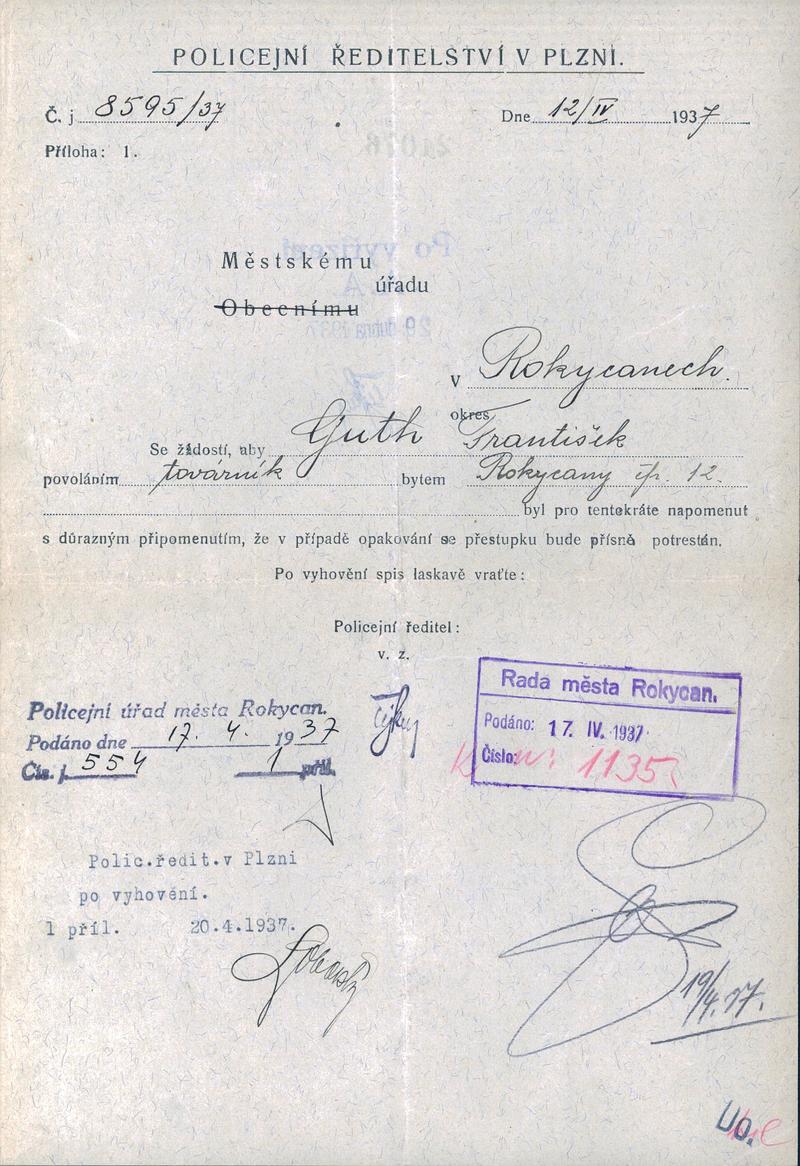 POLICEJNÍ ŘEDITELSTVÍ V PLZNI.
Č. j 8595/37
Dne 12/IV 1937
Příloha: 1.
Městskému
úřadu
Obecnímu
v Rokycanech.
okres
Se žádostí, aby Guth František
povoláním továrník bytem Rokycany čp. 12.
byl pro tentokráte napomenut
s důrazným připomenutím, že v případě opakování se přestupku bude přísně potrestán.
Po vyhovění spis laskavě vraťte:
Policejní ředitel:
v. z.
Policejní úřad města Rokycan.
Podáno dne 17. 4. 1937
Čís. j. 554 1 příl.
Rada města Rokycan.
Podáno: 17. IV. 1937
Číslo: 1135
Polic.ředit.v Plzni
po vyhovění.
1 příl. 20.4.1937.
19/4.37.